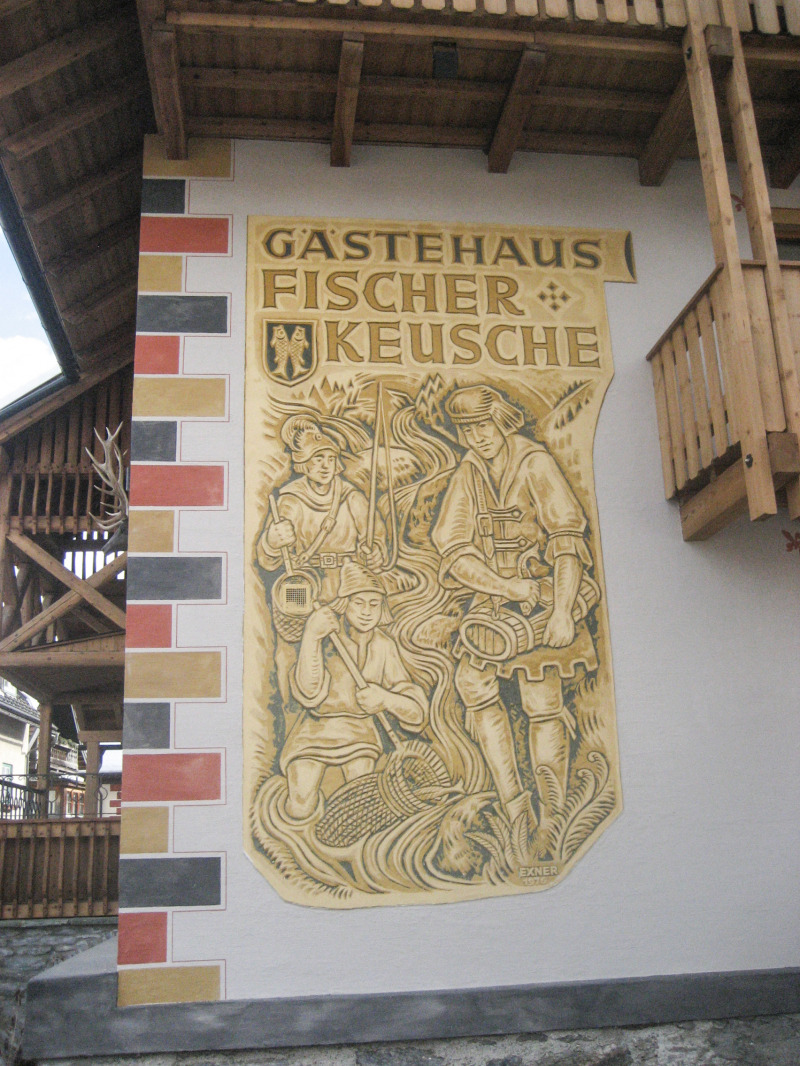 GÄSTEHAUS
FISCHER
KEUSCHE
EXNER